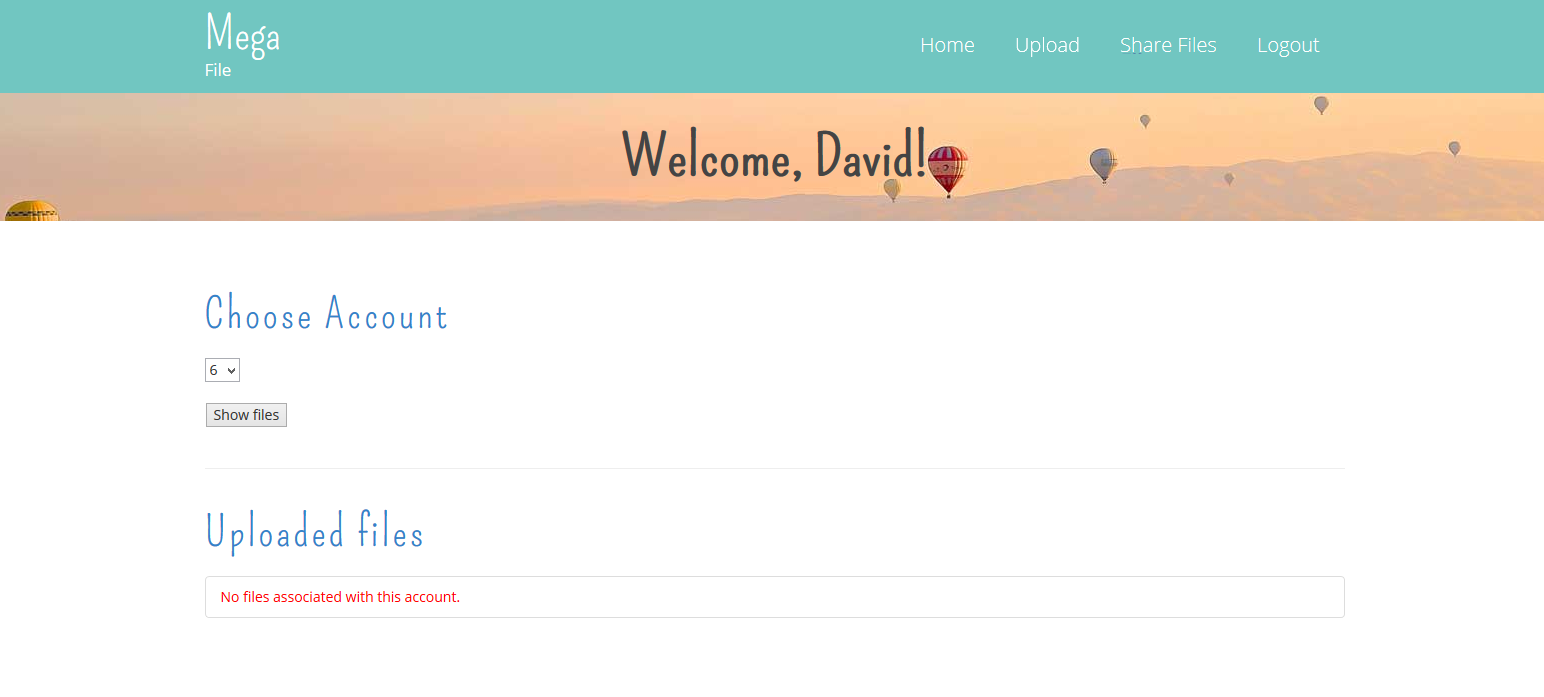 Mega
File
Home Upload Share Files Logout
Welcome, David!
Choose Account
6
Show files
Uploaded files
No files associated with this account.